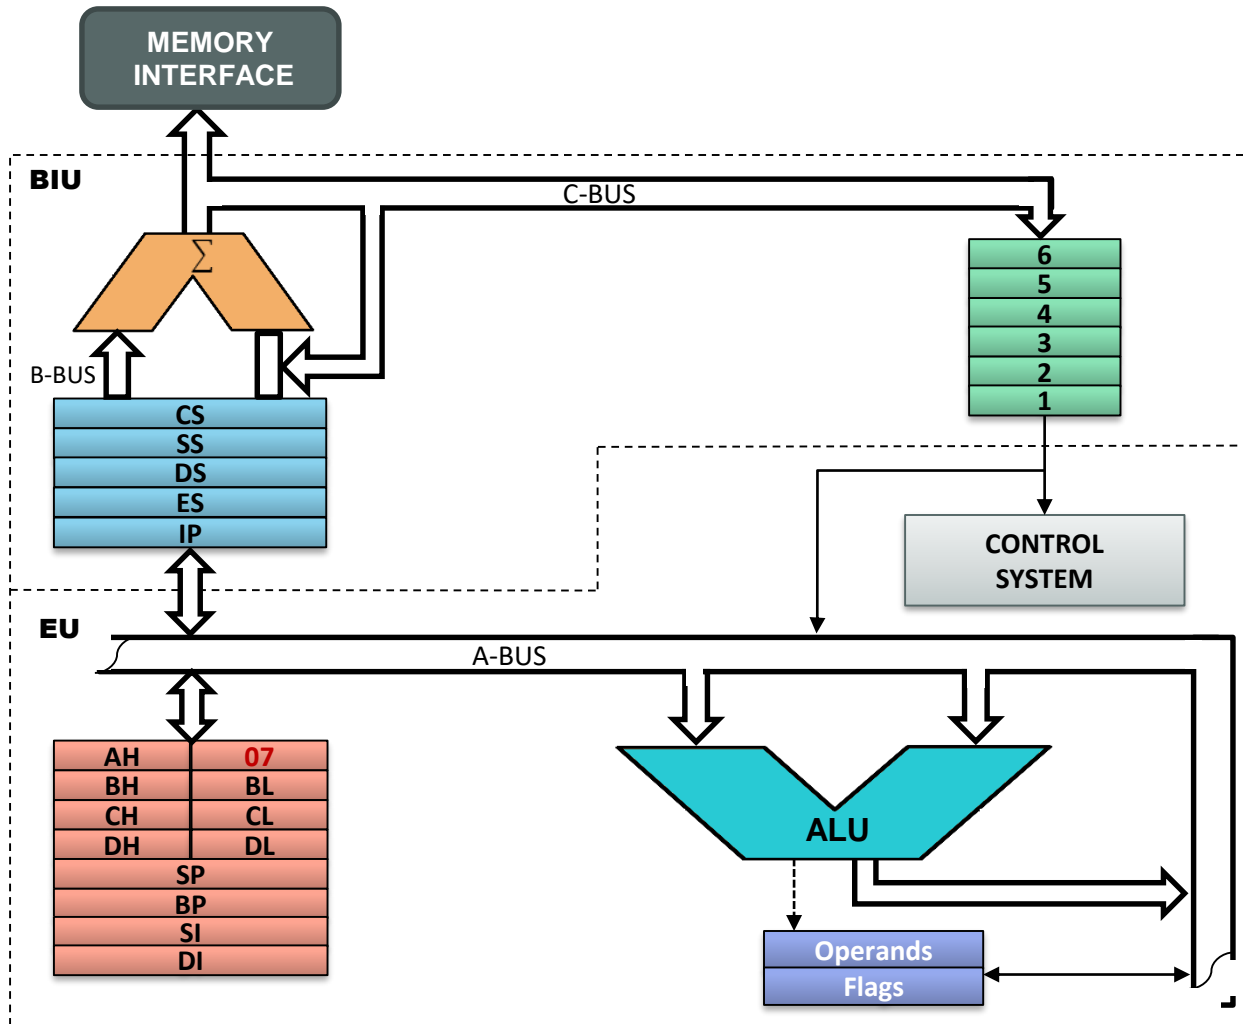 MEMORY
INTERFACE
BIU
C-BUS
Σ
6
5
4
3
2
1
B-BUS
CS
SS
DS
ES
IP
CONTROL
SYSTEM
EU
A-BUS
AH 07
BH BL
CH CL
DH DL
SP
BP
SI
DI
ALU
Operands
Flags